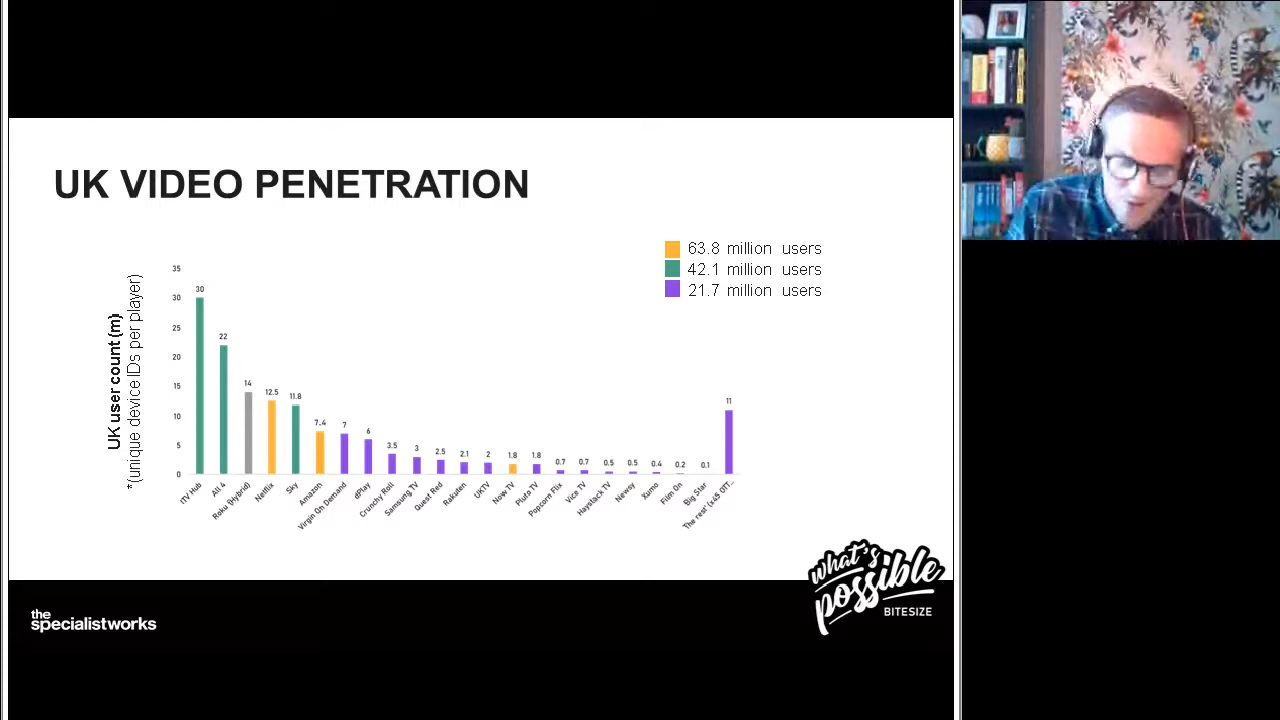 UK VIDEO PENETRATION
63.8 million users
42.1 million users
21.7 million users
UK user count (m)
*(unique device IDs per player)
35
30
25
20
15
10
5
0
30
22
14
12.5
11.8
7.4
7
6
3.5
3
2.5
2.1
2
1.8
1.8
0.7
0.7
0.5
0.5
0.4
0.2
0.1
11
ITV Hub
All 4
Roku (Hybrid)
Netflix
Sky
Amazon
Virgin On Demand
dPlay
Crunchy Roll
Samsung TV
Quest Red
Rakuten
UKTV
Now TV
Pluto TV
Popcorn Flix
Vice TV
Haystack TV
Newsy
Xumo
Film On
Big Star
'The rest' (x45 OTT...
what's
possible
BITESIZE
the
specialistworks